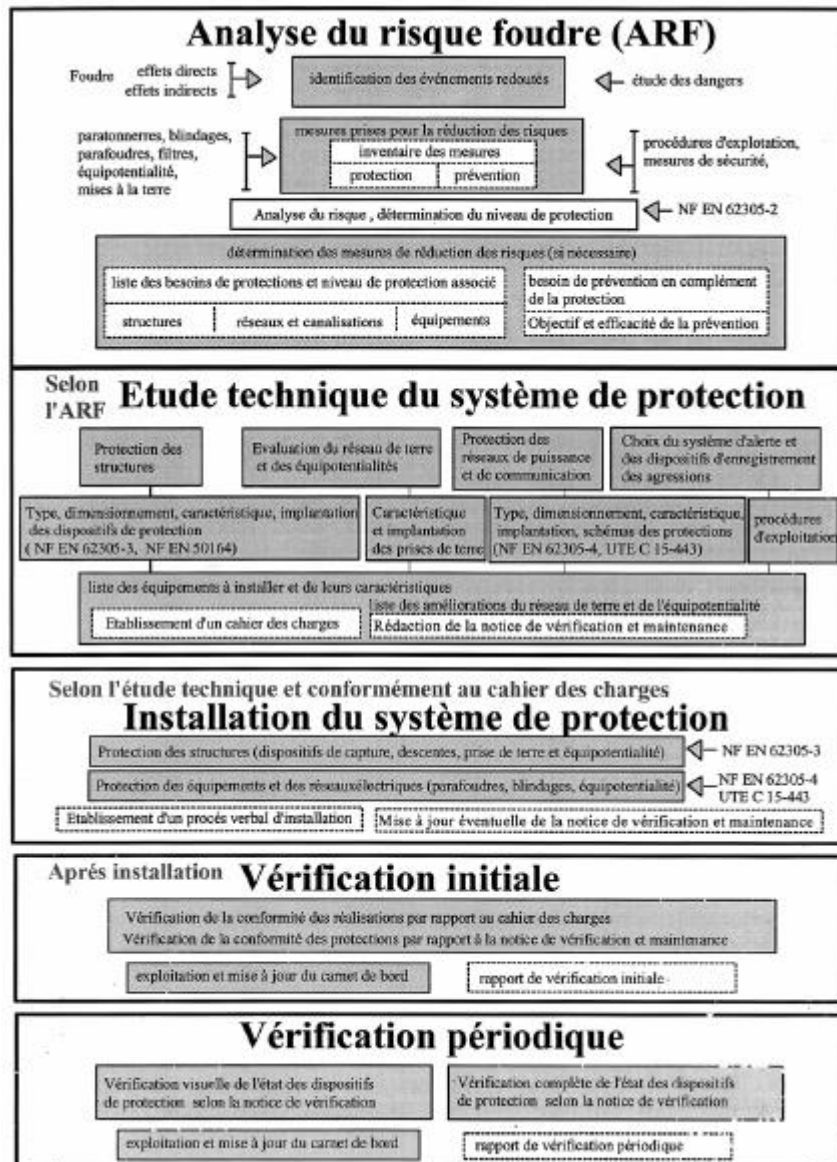 Analyse du risque foudre (ARF)
Foudre
effets directs
effets indirects
identification des événements redoutés
étude des dangers
paratonnerres, blindages,
parafoudres, filtres,
équipotentialité,
mises à la terre
mesures prises pour la réduction des risques
inventaire des mesures
protection
prévention
procédures d'explotation,
mesures de sécurité,
Analyse du risque , détermination du niveau de protection
NF EN 62305-2
détermination des mesures de réduction des risques (si nécessaire)
liste des besoins de protections et niveau de protection associé
structures
réseaux et canalisations
équipements
besoin de prévention en complément
de la protection
Objectif et efficacité de la prévention
Selon
l'ARF
Etude technique du système de protection
Protection des
structures
Evaluation du réseau de terre
et des équipotentialités
Protection des
réseaux de puissance
et de communication
Choix du système d'alerte et
des dispositifs d'enregistrement
des agressions
Type, dimensionnement, caractéristique, implantation
des dispositifs de protection
( NF EN 62305-3, NF EN 50164)
Caractéristique
et implantation
des prises de terre
Type, dimensionnement, caractéristique,
implantation, schémas des protections
(NF EN 62305-4, UTE C 15-443)
procédures
d'exploitation
liste des équipements à installer et de leurs caractéristiques
liste des améliorations du réseau de terre et de l'équipotentialité
Etablissement d'un cahier des charges
Rédaction de la notice de vérification et maintenance
Selon l'étude technique et conformément au cahier des charges
Installation du système de protection
Protection des structures (dispositifs de capture, descentes, prise de terre et équipotentialité)
NF EN 62305-3
Protection des équipements et des réseauxélectriques (parafoudres, blindages, équipotentialité)
NF EN 62305-4
UTE C 15-443
Etablissement d'un procés verbal d'installation
Mise à jour éventuelle de la notice de vérification et maintenance
Aprés installation
Vérification initiale
Vérification de la conformité des réalisations par rapport au cahier des charges
Vérification de la conformité des protections par rapport à la notice de vérification et maintenance
exploitation et mise à jour du carnet de bord
rapport de vérification initiale
Vérification périodique
Vérification visuelle de l'état des dispositifs
de protection selon la notice de vérification
Vérification complète de l'état des dispositifs
de protection selon la notice de vérification
exploitation et mise à jour du carnet de bord
rapport de vérification périodique